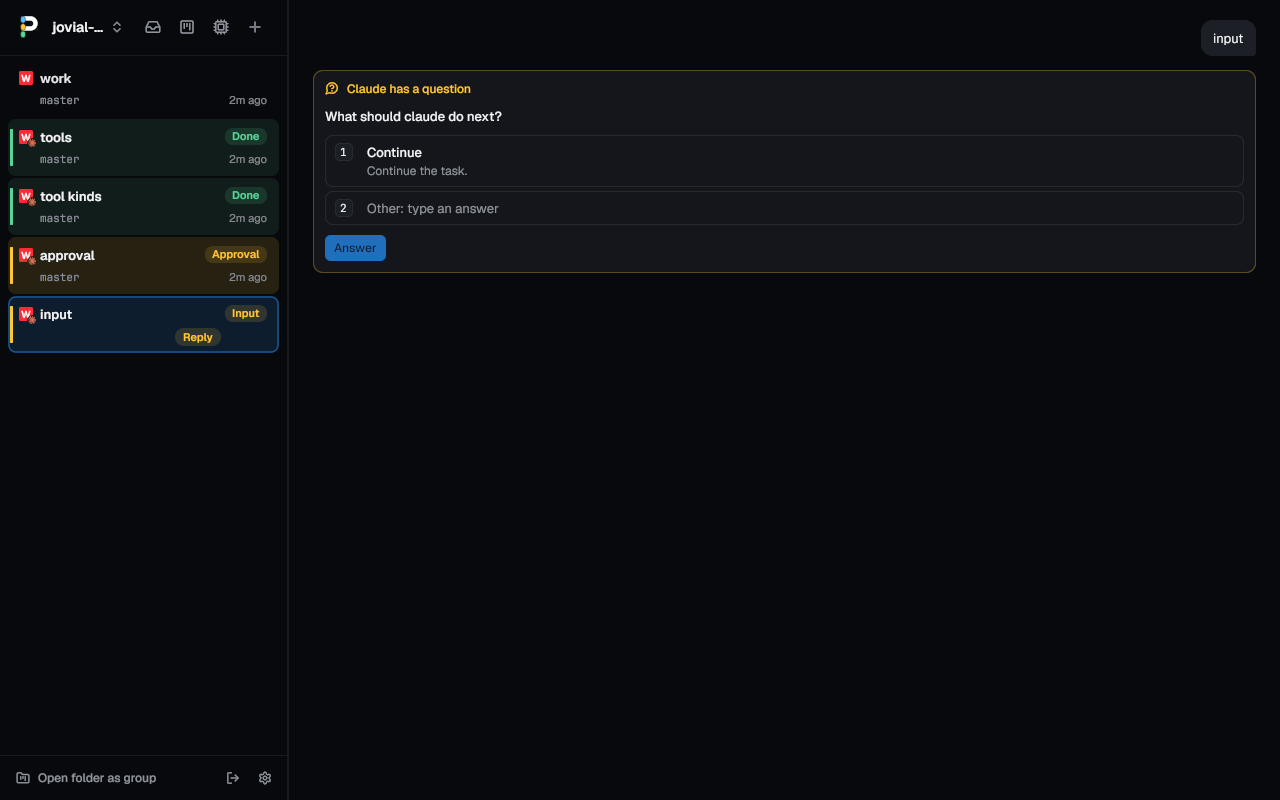 jovial-...
W work
master 2m ago
W tools Done
master 2m ago
W tool kinds Done
master 2m ago
W approval Approval
master 2m ago
W input Input
Reply
Open folder as group
input
Claude has a question
What should claude do next?
1 Continue
Continue the task.
2 Other: type an answer
Answer